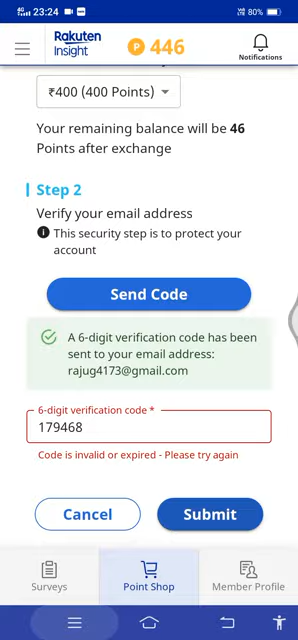 23:24
80%
Rakuten
Insight
P 446
Notifications
₹400 (400 Points)
Your remaining balance will be 46
Points after exchange
Step 2
Verify your email address
This security step is to protect your
account
Send Code
A 6-digit verification code has been
sent to your email address:
rajug4173@gmail.com
6-digit verification code *
179468
Code is invalid or expired - Please try again
Cancel
Submit
Surveys
Point Shop
Member Profile